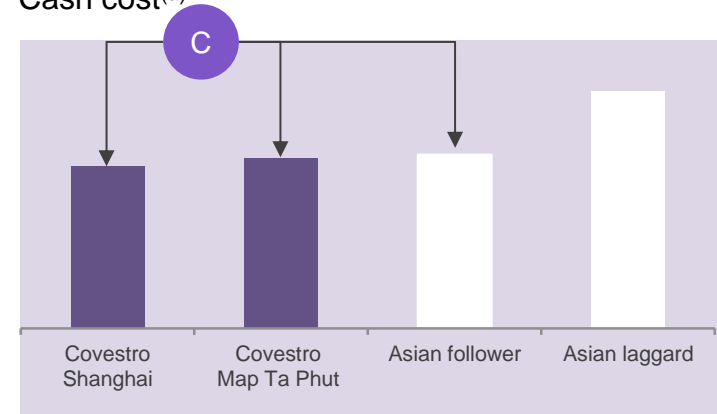 Cash cost
C
Covestro Shanghai
Covestro Map Ta Phut
Asian follower
Asian laggard